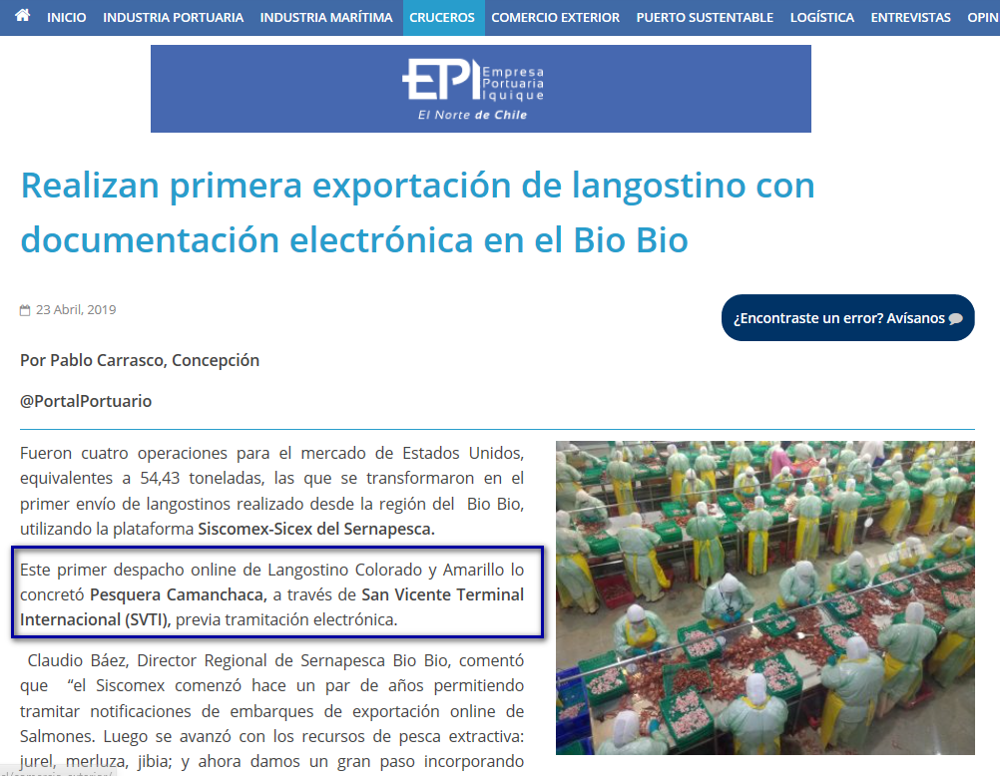 INICIO INDUSTRIA PORTUARIA INDUSTRIA MARÍTIMA CRUCEROS COMERCIO EXTERIOR PUERTO SUSTENTABLE LOGÍSTICA ENTREVISTAS OPIN
EPI Empresa
Portuaria
Iquique
El Norte de Chile
Realizan primera exportación de langostino con
documentación electrónica en el Bio Bio
23 Abril, 2019
¿Encontraste un error? Avísanos
Por Pablo Carrasco, Concepción
@PortalPortuario
Fueron cuatro operaciones para el mercado de Estados Unidos,
equivalentes a 54,43 toneladas, las que se transformaron en el
primer envío de langostinos realizado desde la región del Bio Bio,
utilizando la plataforma Siscomex-Sicex del Sernapesca.
Este primer despacho online de Langostino Colorado y Amarillo lo
concretó Pesquera Camanchaca, a través de San Vicente Terminal
Internacional (SVTI), previa tramitación electrónica.
Claudio Báez, Director Regional de Sernapesca Bio Bio, comentó
que “el Siscomex comenzó hace un par de años permitiendo
tramitar notificaciones de embarques de exportación online de
Salmones. Luego se avanzó con los recursos de pesca extractiva:
jurel, merluza, jibia; y ahora damos un gran paso incorporando